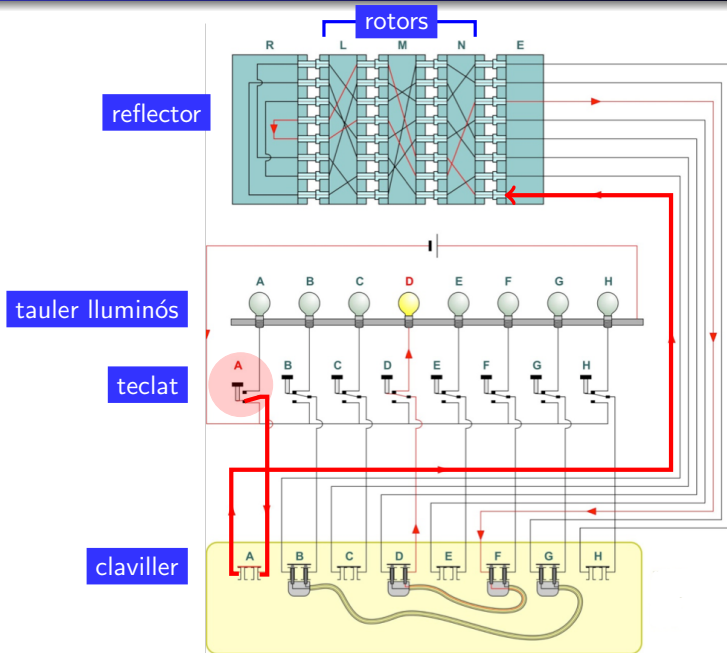 rotors
R L M N E
reflector
A B C D E F G H
tauler lluminós
A B C D E F G H
teclat
A B C D E F G H
claviller